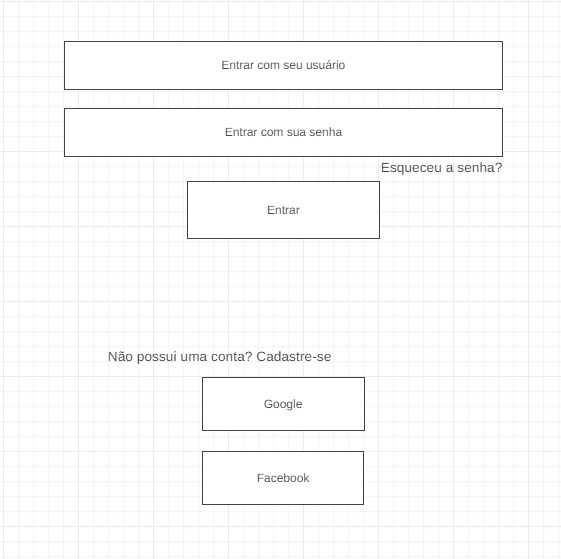 Entrar com seu usuário
Entrar com sua senha
Esqueceu a senha?
Entrar
Não possui uma conta? Cadastre-se
Google
Facebook